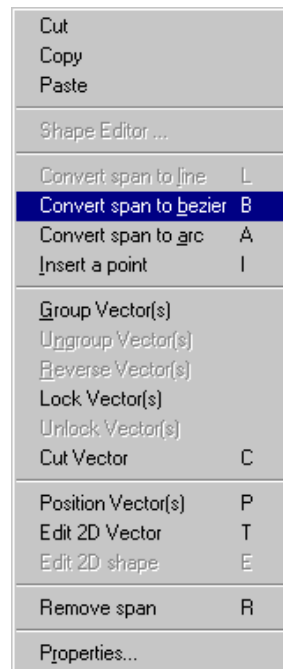 Cut
Copy
Paste
Shape Editor ...
Convert span to line L
Convert span to bezier B
Convert span to arc A
Insert a point I
Group Vector(s)
Ungroup Vector(s)
Reverse Vector(s)
Lock Vector(s)
Unlock Vector(s)
Cut Vector C
Position Vector(s) P
Edit 2D Vector T
Edit 2D shape E
Remove span R
Properties...